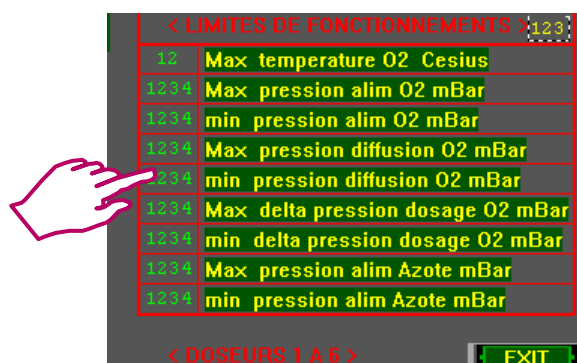 < LIMITES DE FONCTIONNEMENTS > 123
12 Max temperature O2 Cesius
1234 Max pression alim O2 mBar
1234 min pression alim O2 mBar
1234 Max pression diffusion O2 mBar
1234 min pression diffusion O2 mBar
1234 Max delta pression dosage O2 mBar
1234 min delta pression dosage O2 mBar
1234 Max pression alim Azote mBar
1234 min pression alim Azote mBar
< DOSEURS 1 A 6 > EXIT